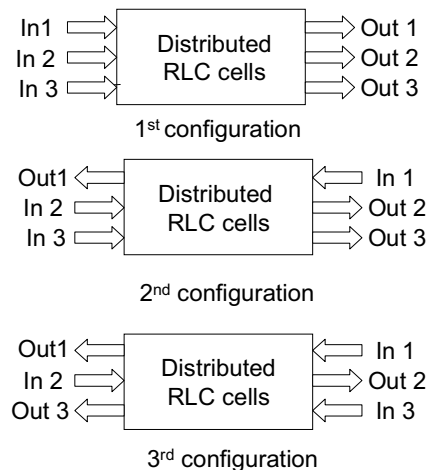 In1 Distributed Out 1
In 2 RLC cells Out 2
In 3 Out 3
1st configuration
Out1 Distributed In 1
In 2 RLC cells Out 2
In 3 Out 3
2nd configuration
Out1 Distributed In 1
In 2 RLC cells Out 2
Out 3 In 3
3rd configuration